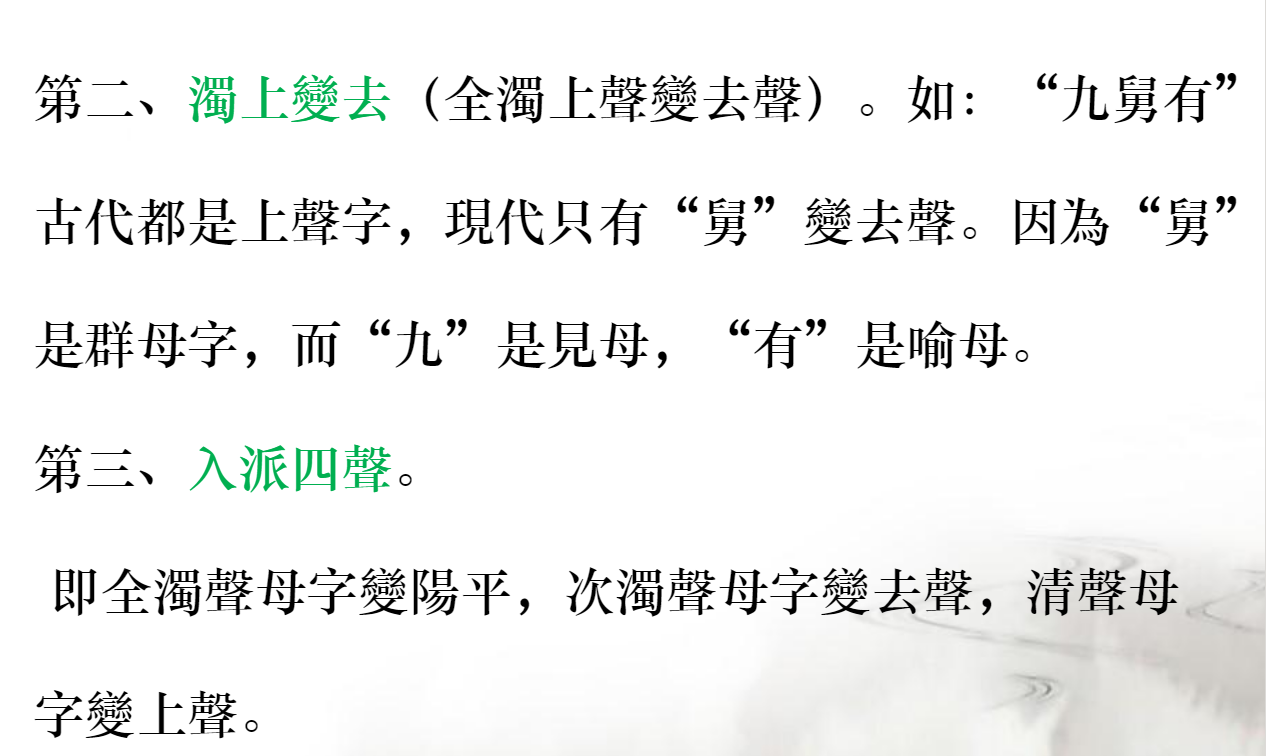 第二、濁上變去（全濁上聲變去聲）。如：“九舅有”
古代都是上聲字，現代只有“舅”變去聲。因為“舅”
是群母字，而“九”是見母，“有”是喻母。
第三、入派四聲。
即全濁聲母字變陽平，次濁聲母字變去聲，清聲母
字變上聲。